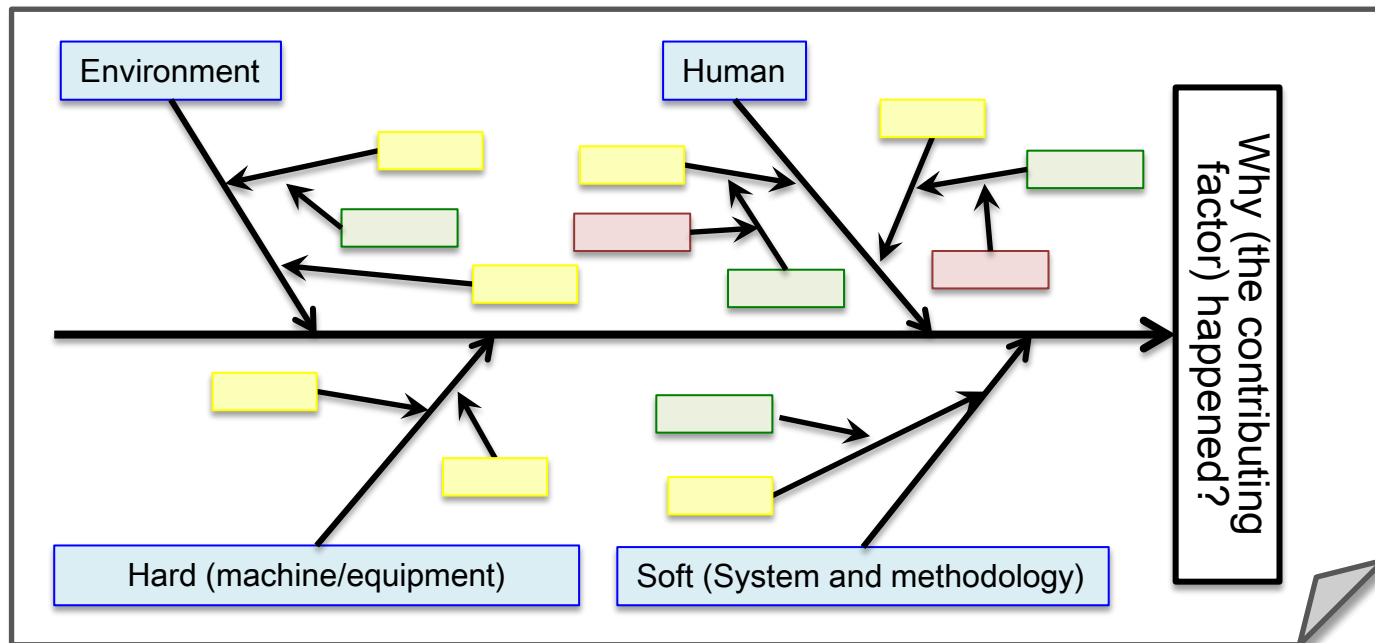 Environment
Human
Why (the contributing
factor) happened?
Hard (machine/equipment)
Soft (System and methodology)